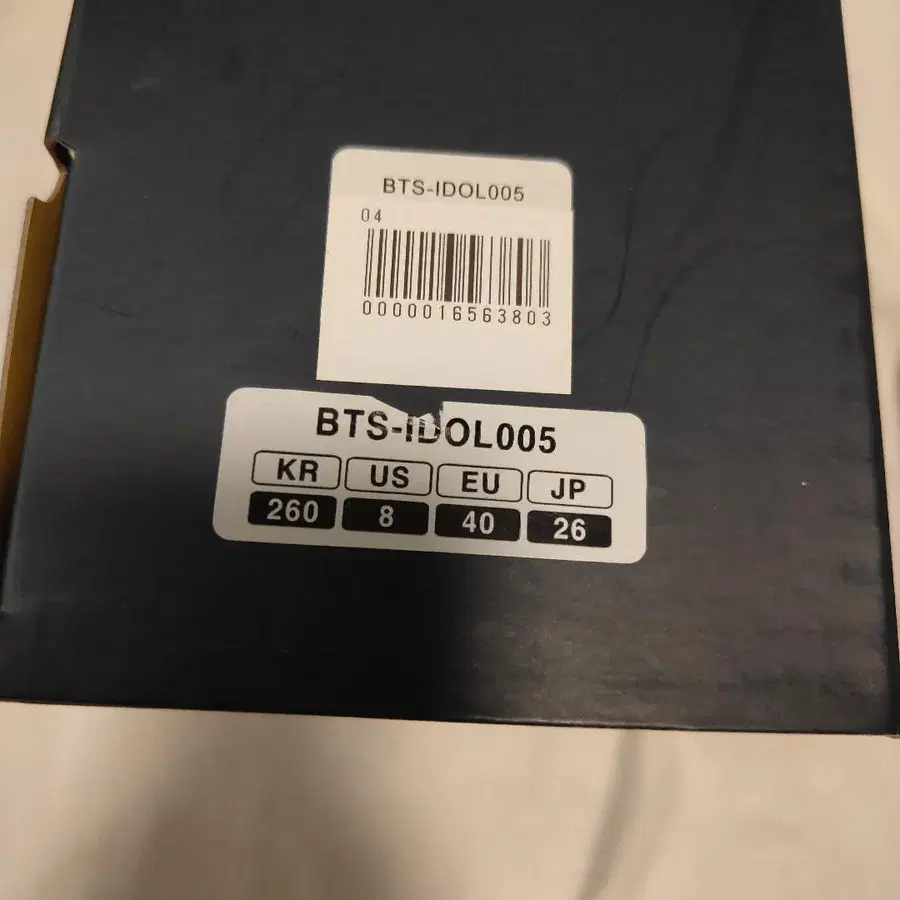 BTS-IDOL005
04
0000016563803
BTS-IDOL005
KR US EU JP
260 8 40 26